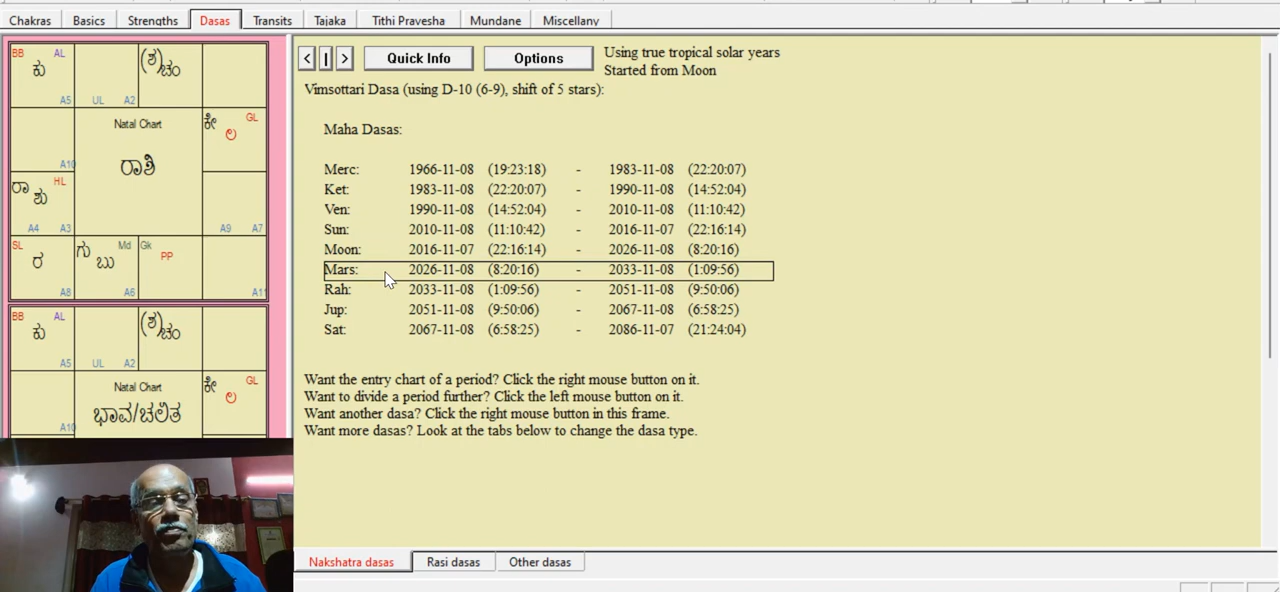 Chakras Basics Strengths Dasas Transits Tajaka Tithi Pravesha Mundane Miscellany
< | > Quick Info Options Using true tropical solar years
Started from Moon
Vimsottari Dasa (using D-10 (6-9), shift of 5 stars):
Maha Dasas:
Merc: 1966-11-08 (19:23:18) - 1983-11-08 (22:20:07)
Ket: 1983-11-08 (22:20:07) - 1990-11-08 (14:52:04)
Ven: 1990-11-08 (14:52:04) - 2010-11-08 (11:10:42)
Sun: 2010-11-08 (11:10:42) - 2016-11-07 (22:16:14)
Moon: 2016-11-07 (22:16:14) - 2026-11-08 (8:20:16)
Mars: 2026-11-08 (8:20:16) - 2033-11-08 (1:09:56)
Rah: 2033-11-08 (1:09:56) - 2051-11-08 (9:50:06)
Jup: 2051-11-08 (9:50:06) - 2067-11-08 (6:58:25)
Sat: 2067-11-08 (6:58:25) - 2086-11-07 (21:24:04)
Want the entry chart of a period? Click the right mouse button on it.
Want to divide a period further? Click the left mouse button on it.
Want another dasa? Click the right mouse button in this frame.
Want more dasas? Look at the tabs below to change the dasa type.
Nakshatra dasas Rasi dasas Other dasas
BB AL
ಕು (ಶ) ಚಂ
A5 UL A2
Natal Chart ಕೇ GL
ರಾಶಿ ಲ
A10
ರಾ ಶು HL
A4 A3 A9 A7
SL ರ ಗು ಬು Md Gk PP
A8 A6 A11
BB AL
ಕು (ಶ) ಚಂ
A5 UL A2
Natal Chart ಕೇ GL
ಭಾವ/ಚಲಿತ ಲ
A10